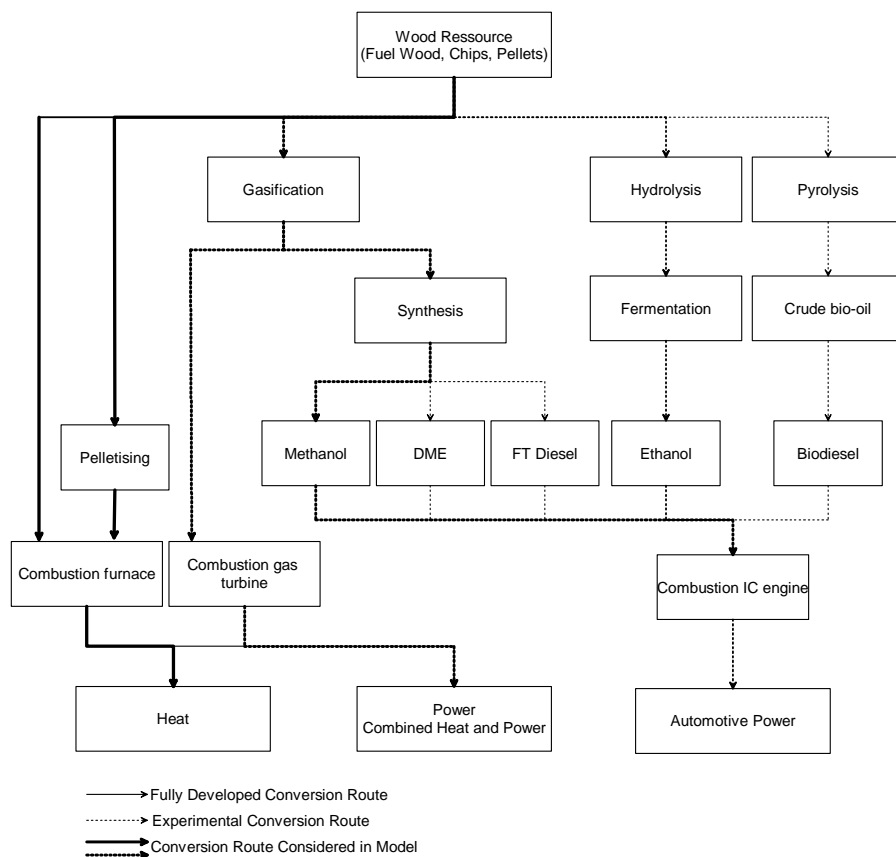 Wood Ressource
(Fuel Wood, Chips, Pellets)
Gasification
Hydrolysis
Pyrolysis
Synthesis
Fermentation
Crude bio-oil
Pelletising
Methanol
DME
FT Diesel
Ethanol
Biodiesel
Combustion furnace
Combustion gas
turbine
Combustion IC engine
Heat
Power
Combined Heat and Power
Automotive Power
Fully Developed Conversion Route
Experimental Conversion Route
Conversion Route Considered in Model